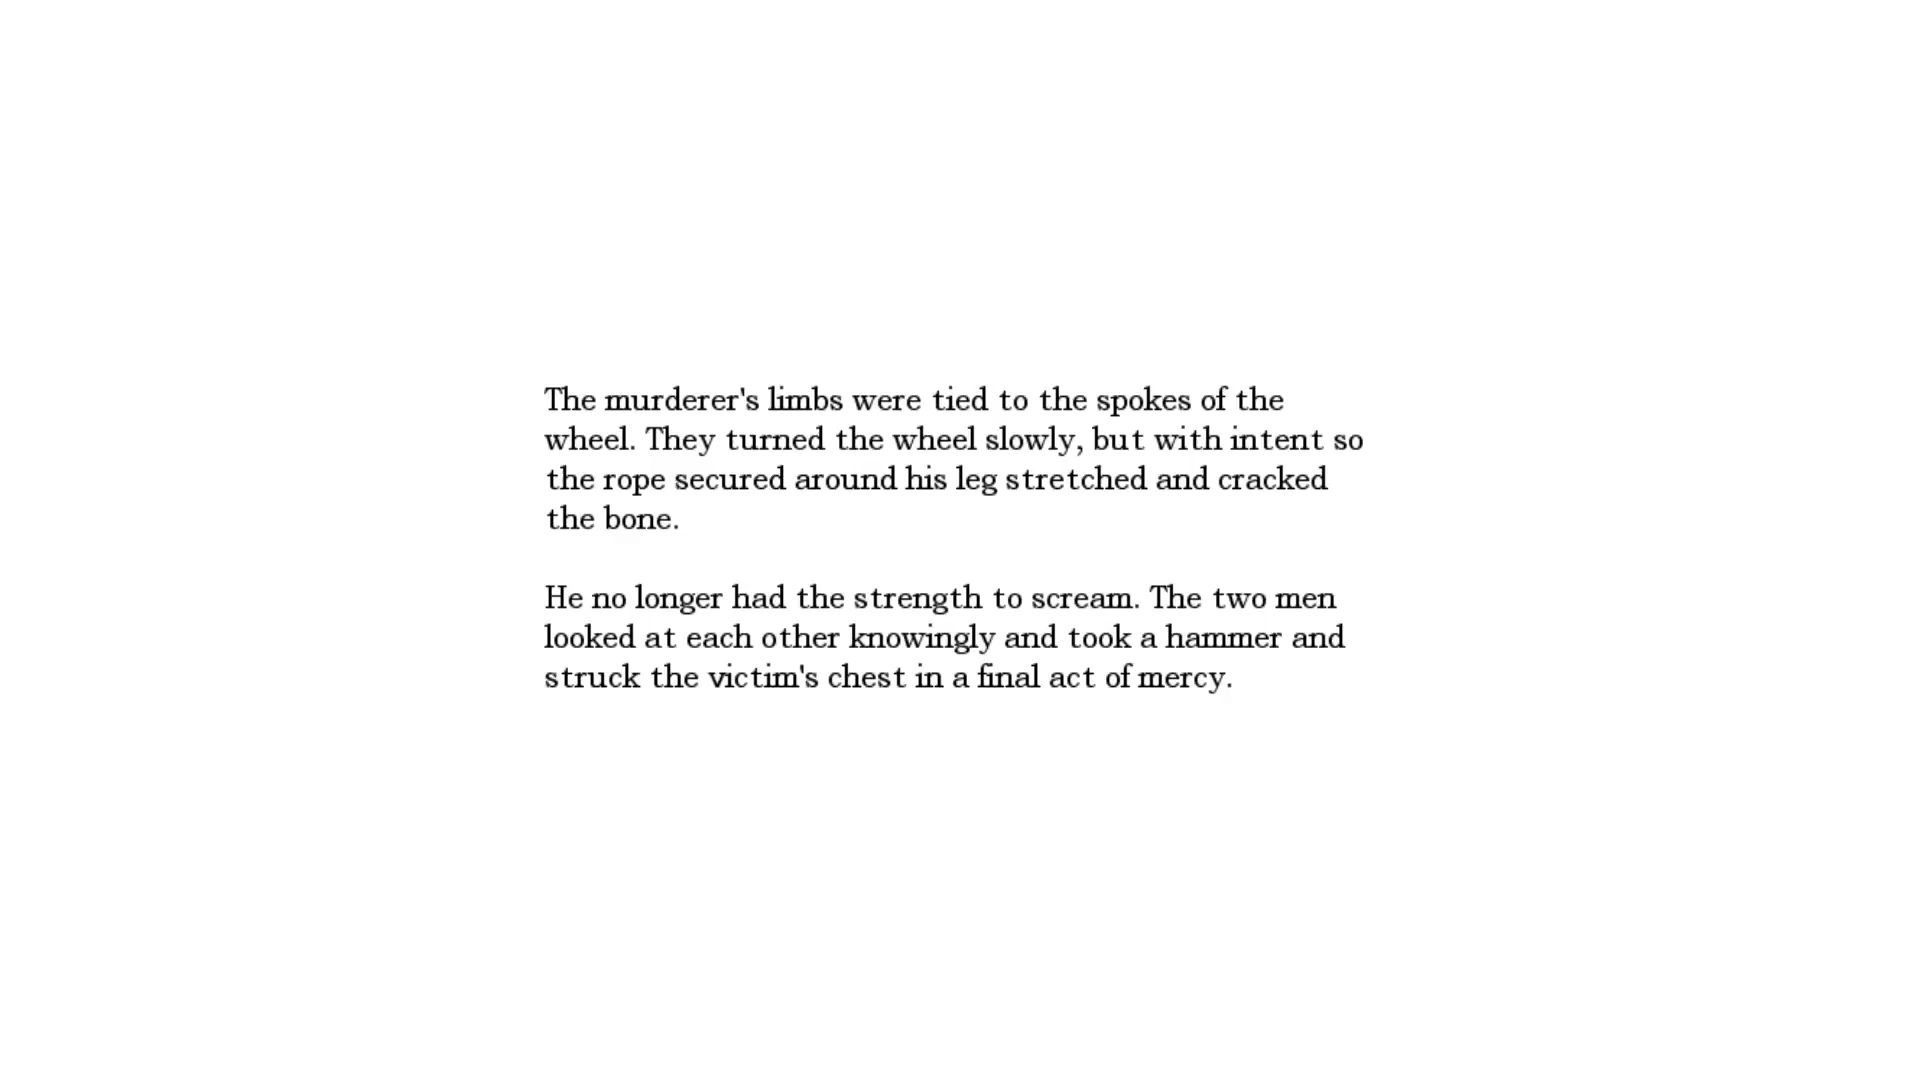 The murderer's limbs were tied to the spokes of the
wheel. They turned the wheel slowly, but with intent so
the rope secured around his leg stretched and cracked
the bone.
He no longer had the strength to scream. The two men
looked at each other knowingly and took a hammer and
struck the victim's chest in a final act of mercy.